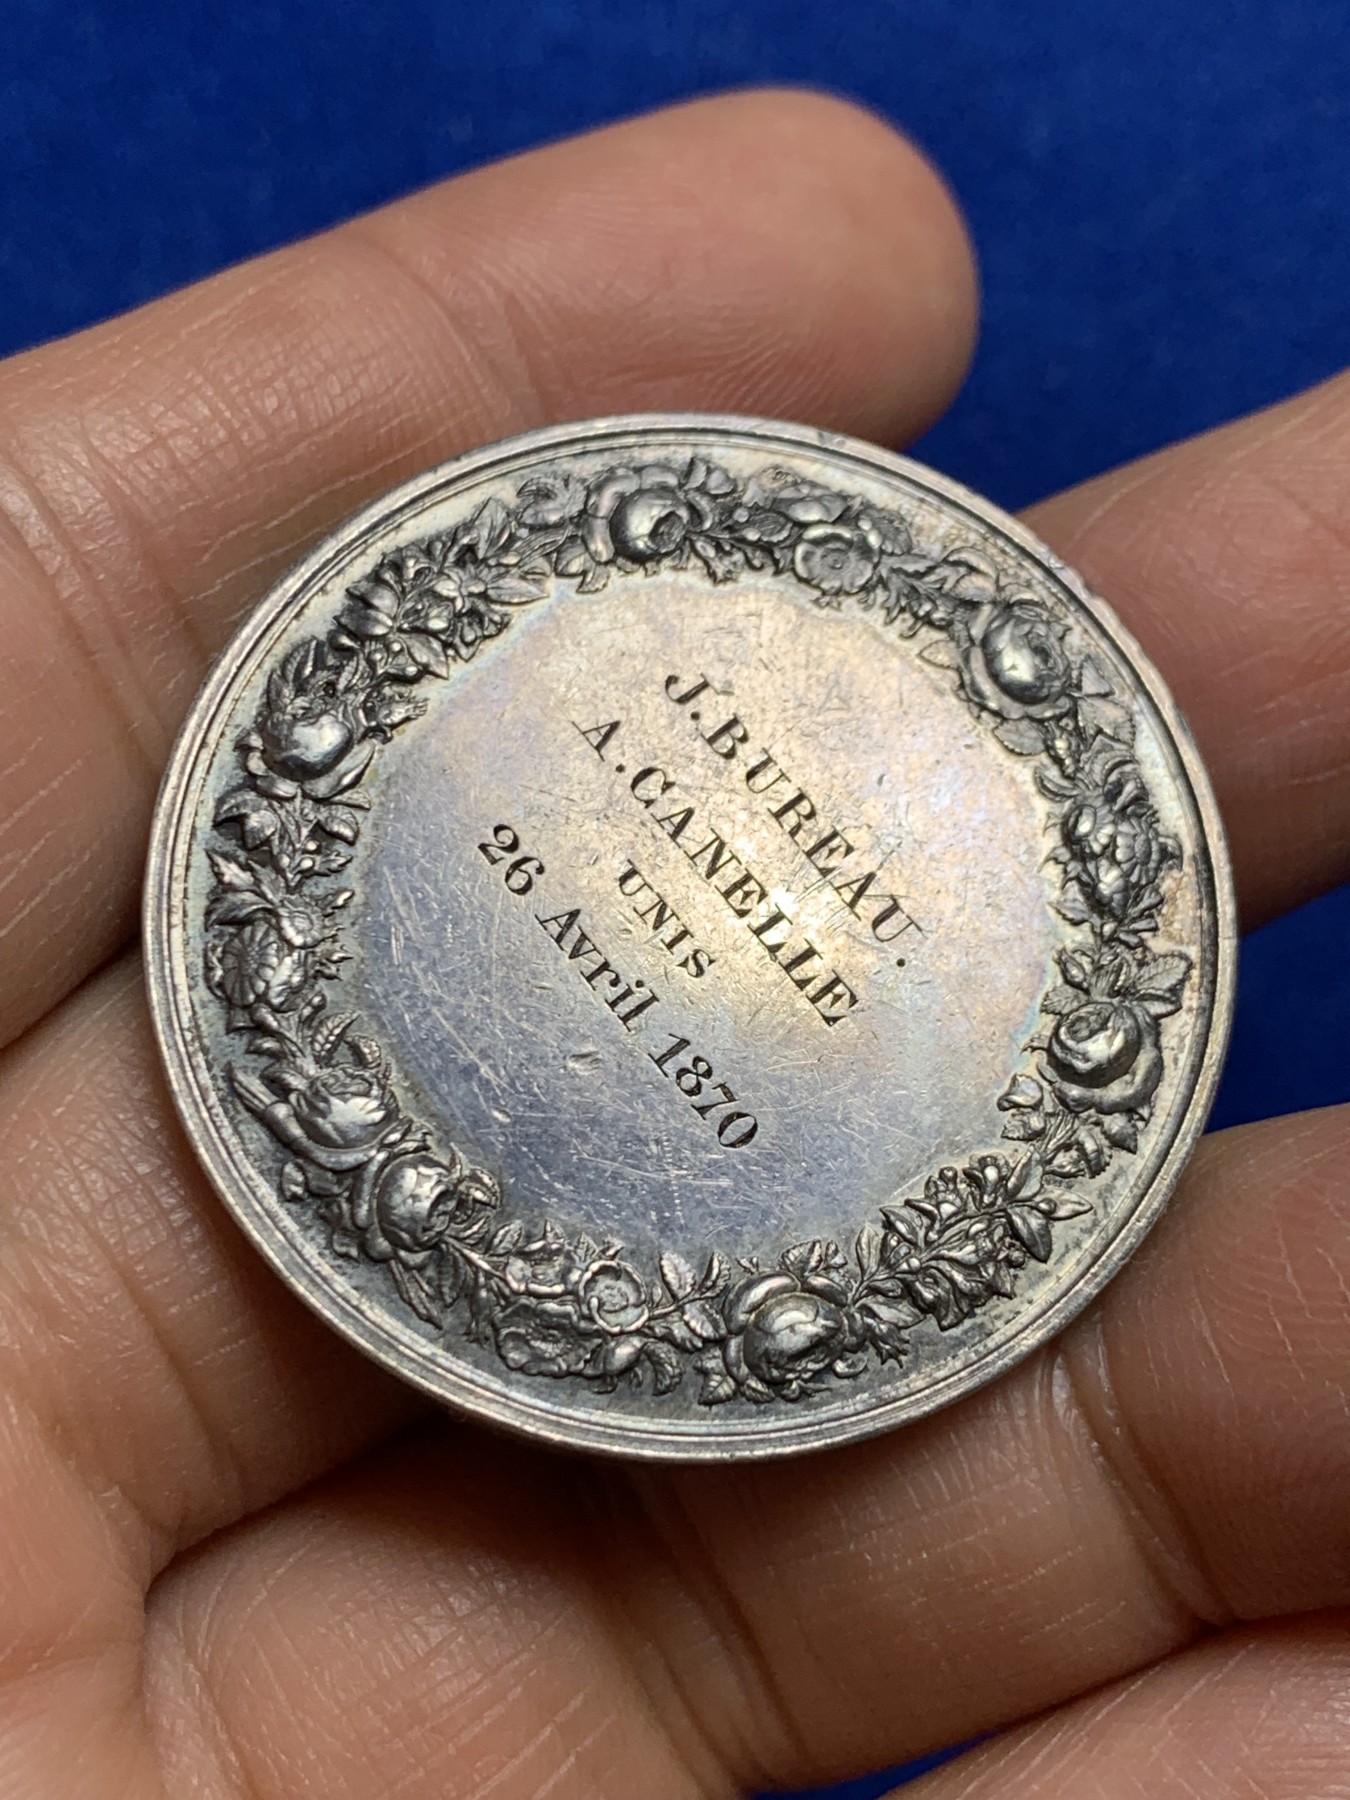 J. BUREAU.
A. CANELLE
UNIS
26 Avril 1870